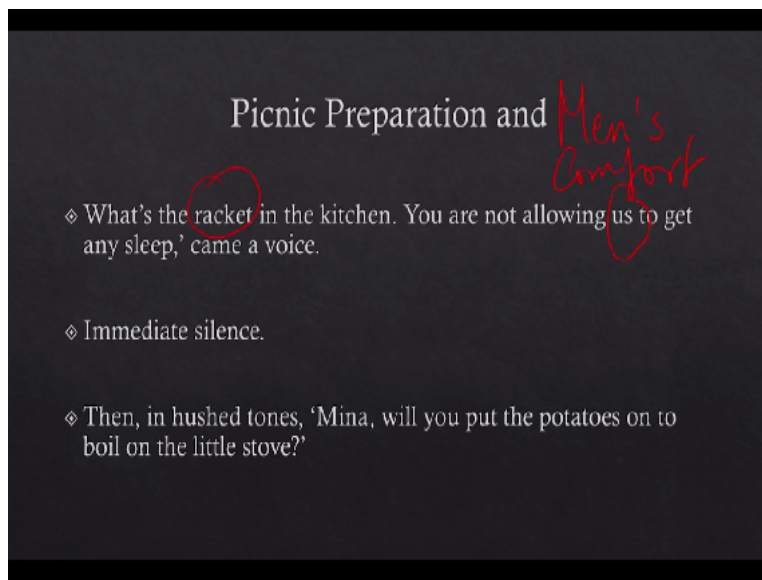 Picnic Preparation and Men's
Comfort
What's the racket in the kitchen. You are not allowing us to get
any sleep,' came a voice.
Immediate silence.
Then, in hushed tones, 'Mina, will you put the potatoes on to
boil on the little stove?'